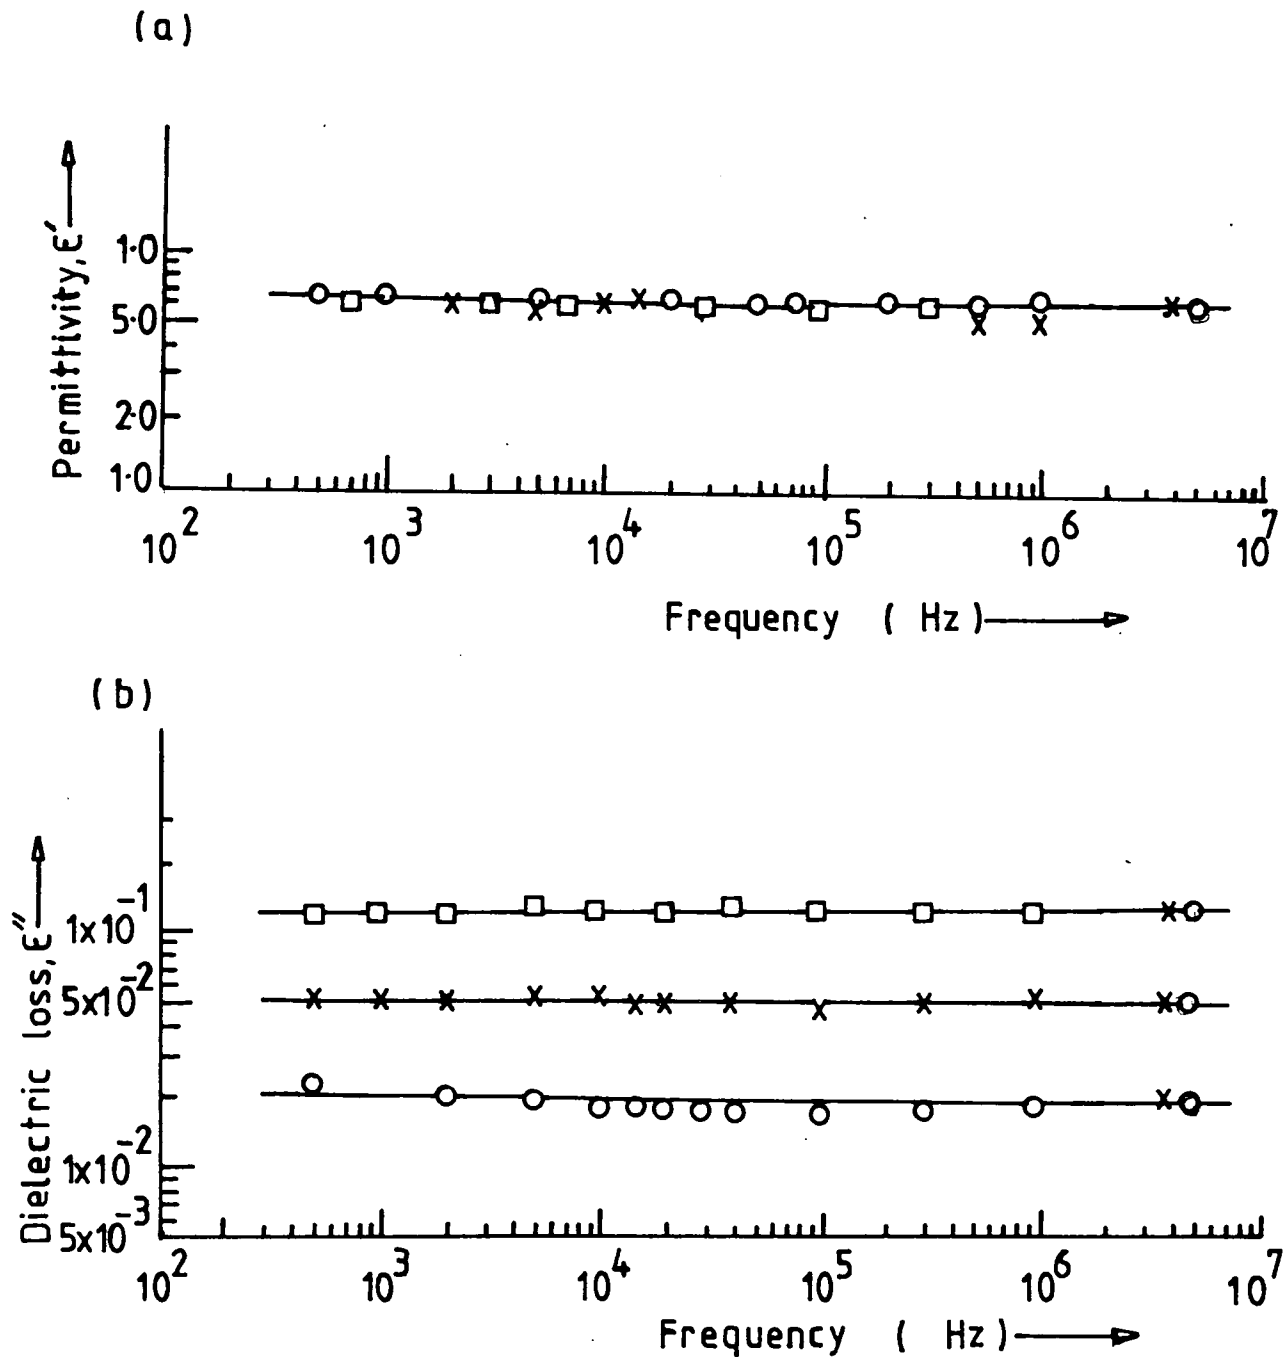 (a)
Permittivity, ε′
1·0
5·0
2·0
1·0
10² 10³ 10⁴ 10⁵ 10⁶ 10⁷
Frequency ( Hz )
(b)
Dielectric loss, ε″
1x10⁻¹
5x10⁻²
1x10⁻²
5x10⁻³
10² 10³ 10⁴ 10⁵ 10⁶ 10⁷
Frequency ( Hz )